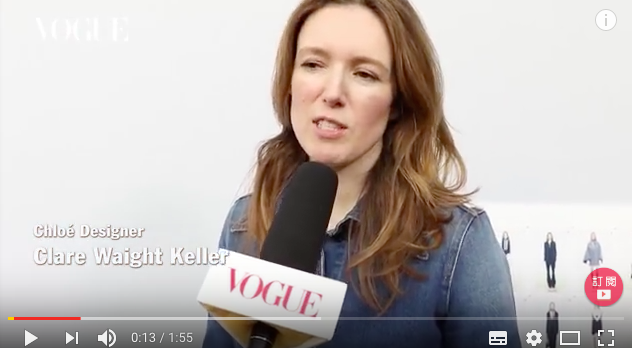 VOGUE
Chloé Designer
Clare Waight Keller
VOGUE
訂閱
0:13 / 1:55